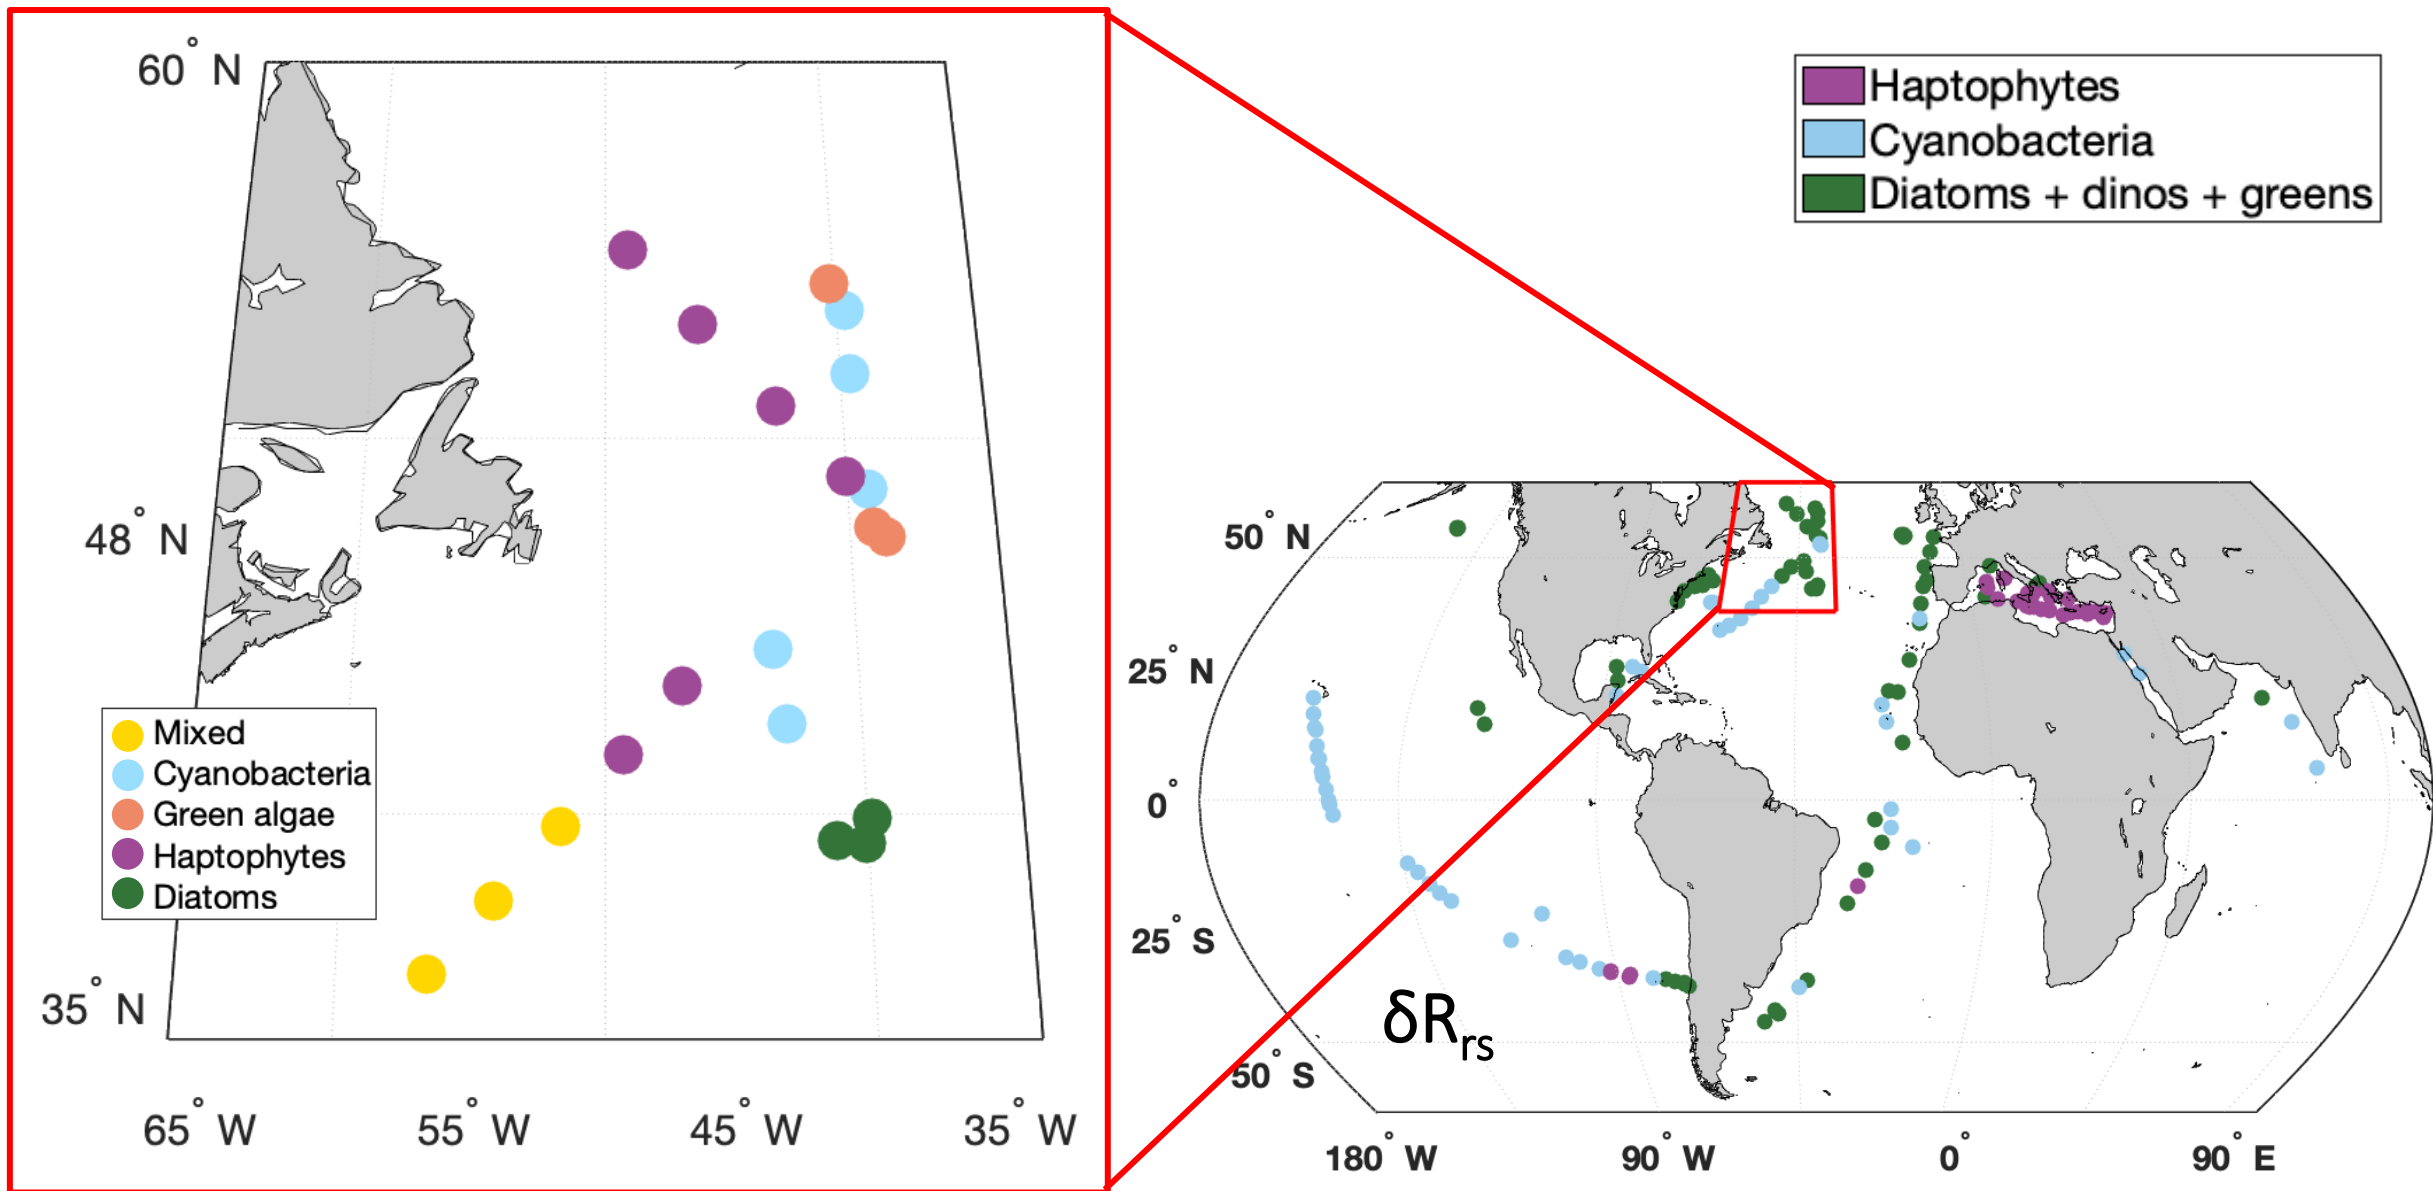 60° N
48° N
35° N
65° W
55° W
45° W
35° W
Mixed
Cyanobacteria
Green algae
Haptophytes
Diatoms
Haptophytes
Cyanobacteria
Diatoms + dinos + greens
50° N
25° N
0°
25° S
50° S
180° W
90° W
0°
90° E
δRrs